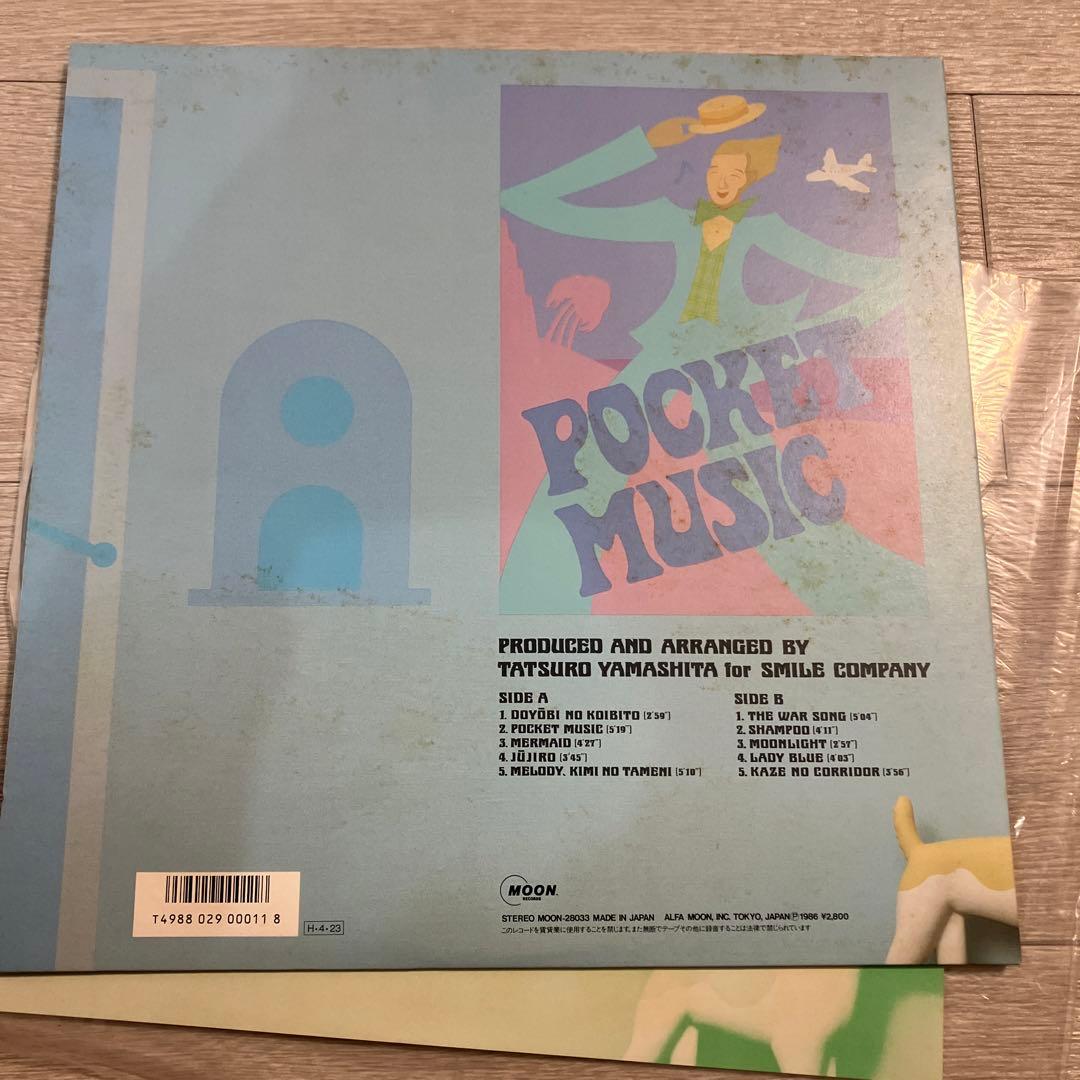 POCKET
MUSIC
PRODUCED AND ARRANGED BY
TATSURO YAMASHITA for SMILE COMPANY
SIDE A
1. DOYŌBI NO KOIBITO (2'59")
2. POCKET MUSIC (5'19")
3. MERMAID (4'27")
4. JŪJIRO (3'45")
5. MELODY, KIMI NO TAMENI (5'10")
SIDE B
1. THE WAR SONG (5'04")
2. SHAMPOO (4'11")
3. MOONLIGHT (2'57")
4. LADY BLUE (4'03")
5. KAZE NO CORRIDOR (3'56")
T4988 029 00011 8
H・4・23
MOON.
RECORDS
STEREO MOON-28033 MADE IN JAPAN ALFA MOON, INC. TOKYO, JAPAN Ⓟ1986 ¥2,800
このレコードを賃貸業に使用することを禁じます。また無断でテープその他に録音することは法律で禁じられています